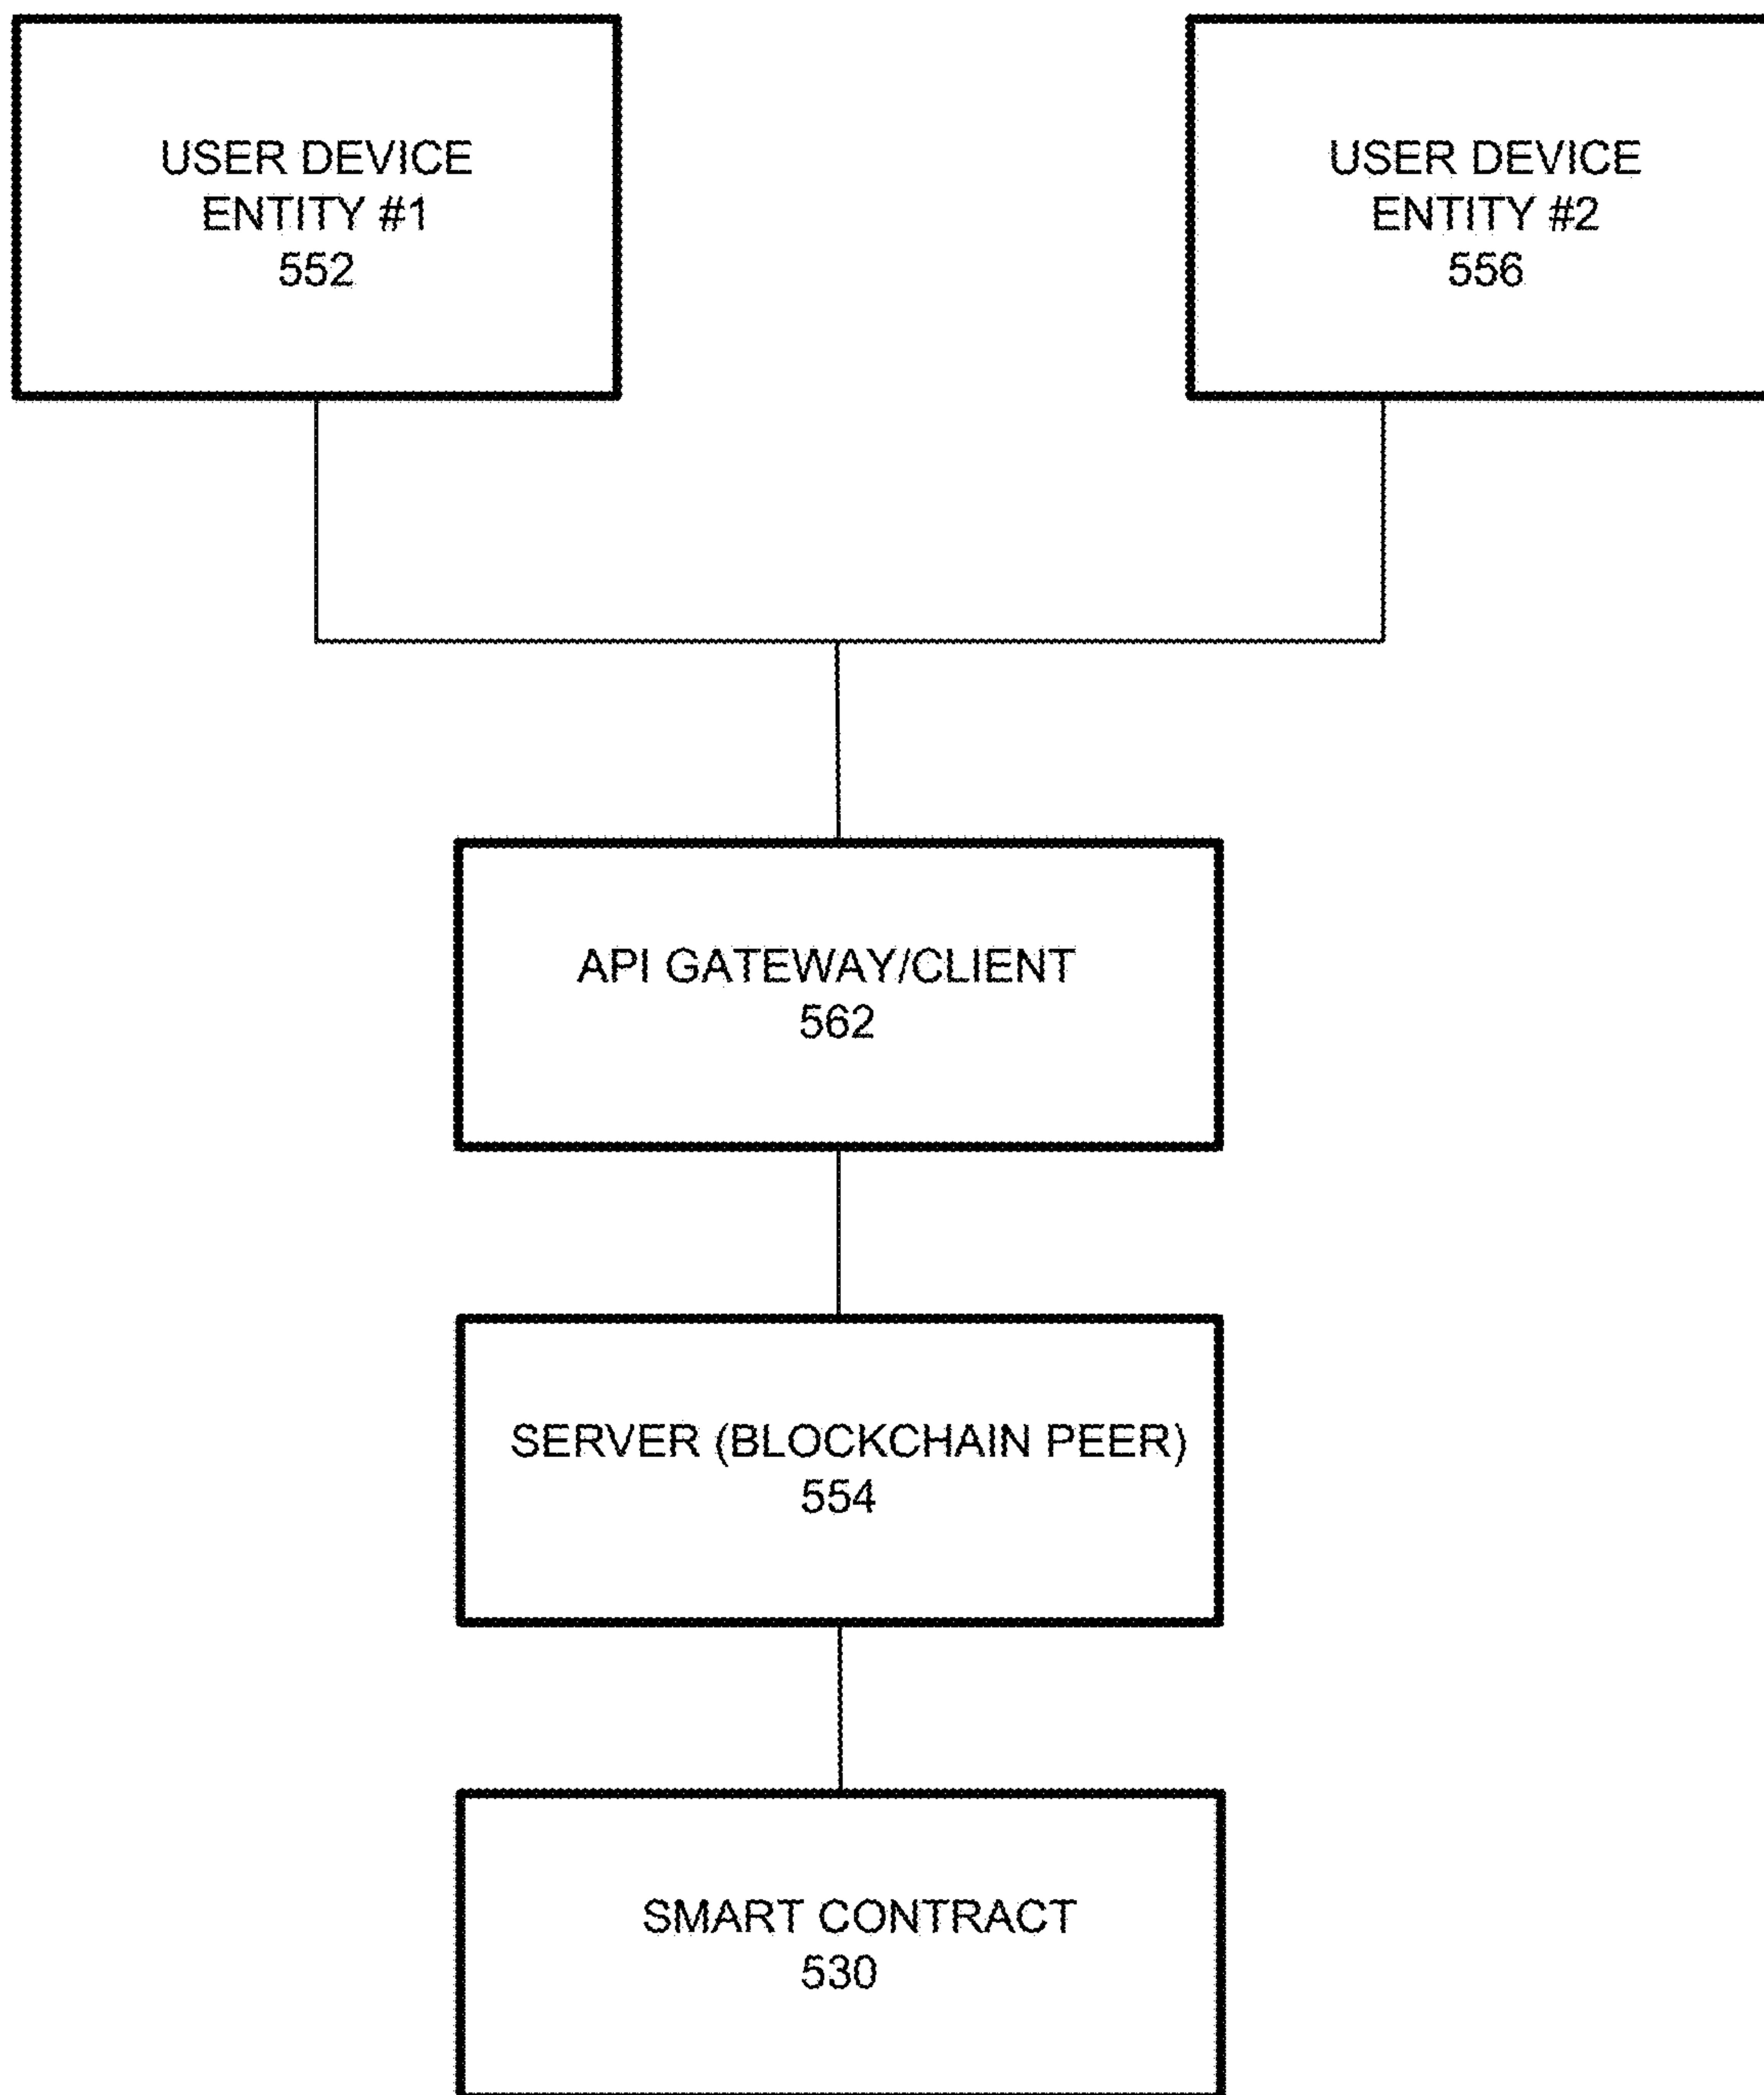 USER DEVICE
ENTITY #1
552
USER DEVICE
ENTITY #2
556
API GATEWAY/CLIENT
562
SERVER (BLOCKCHAIN PEER)
554
SMART CONTRACT
530